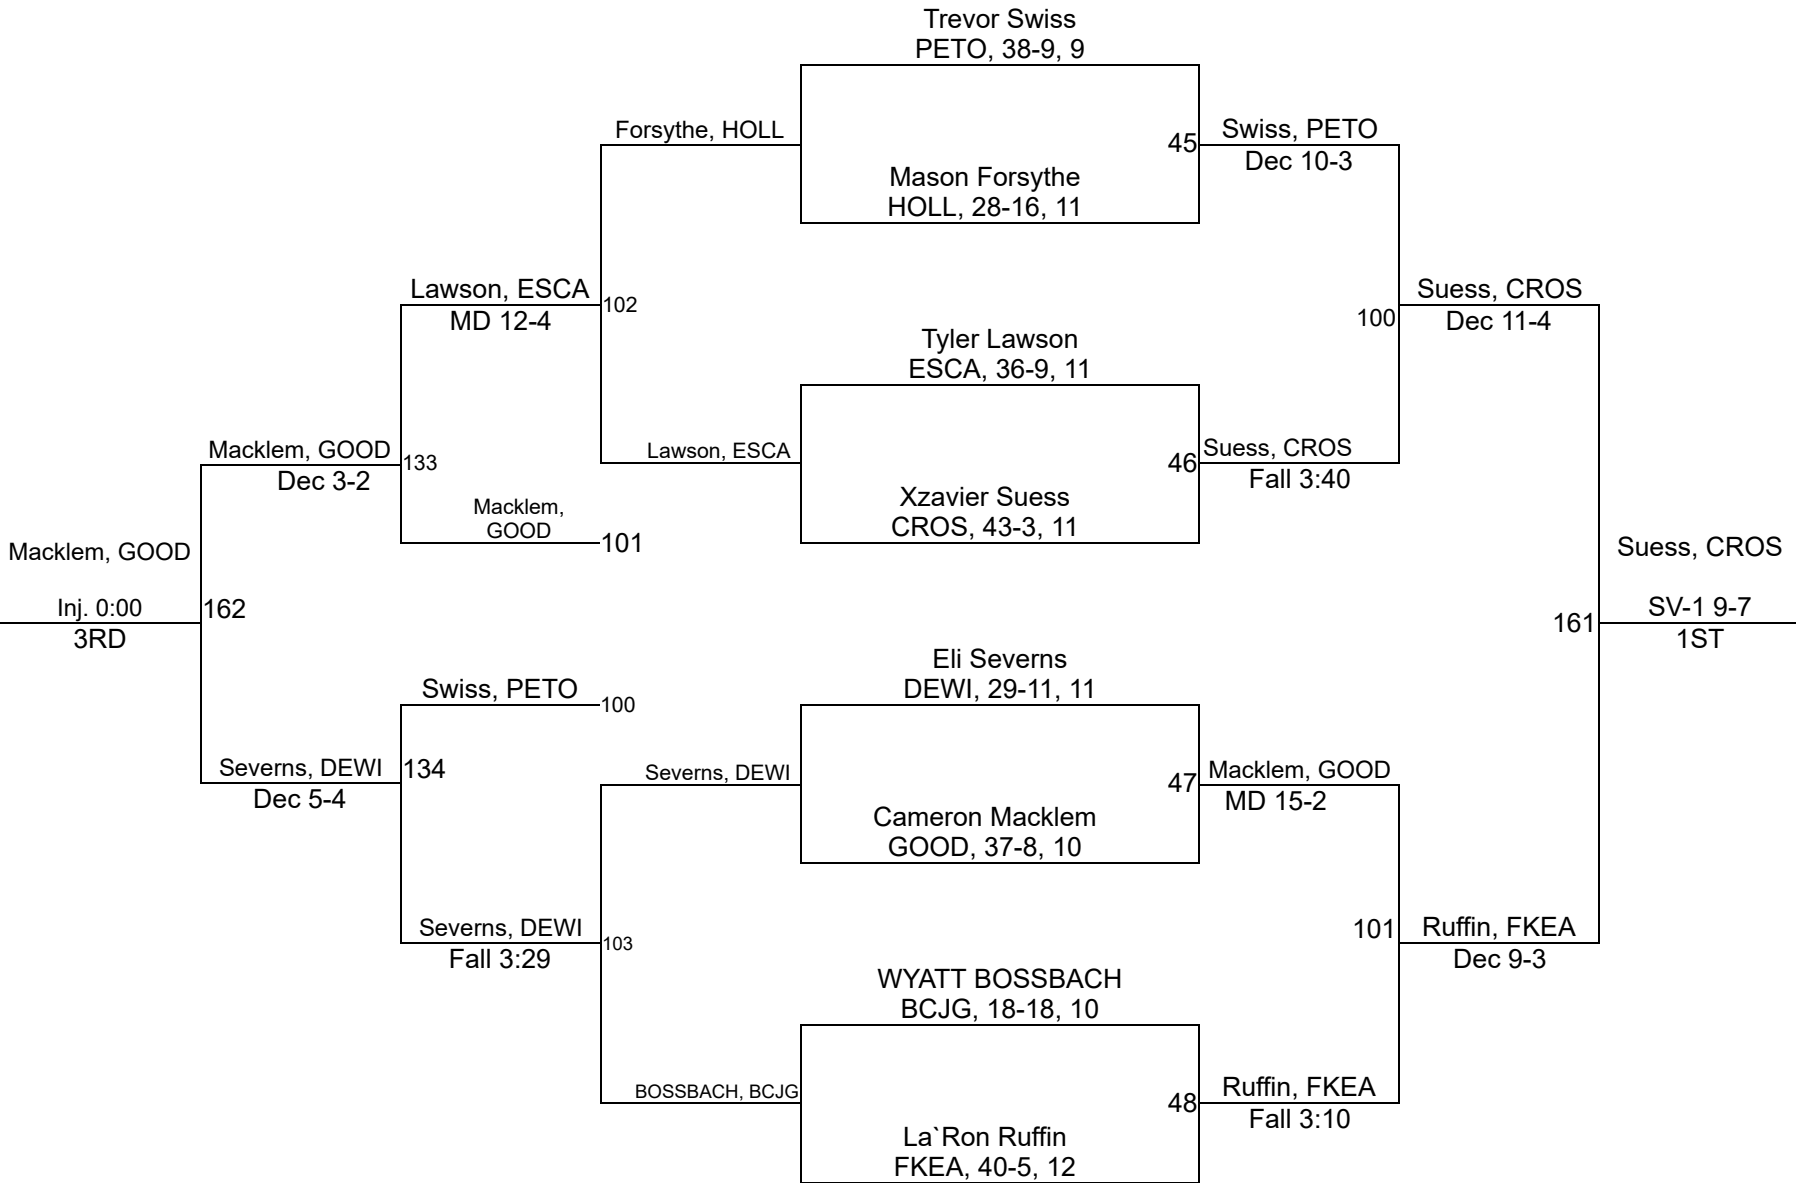 Trevor Swiss
PETO, 38-9, 9
Forsythe, HOLL
45
Swiss, PETO
Dec 10-3
Mason Forsythe
HOLL, 28-16, 11
Lawson, ESCA
MD 12-4
102
100
Suess, CROS
Dec 11-4
Tyler Lawson
ESCA, 36-9, 11
Macklem, GOOD
Dec 3-2
133
Lawson, ESCA
46
Suess, CROS
Fall 3:40
Macklem,
GOOD
101
Xzavier Suess
CROS, 43-3, 11
Macklem, GOOD
Inj. 0:00
3RD
162
Suess, CROS
161
SV-1 9-7
1ST
Eli Severns
DEWI, 29-11, 11
Swiss, PETO
100
Severns, DEWI
Dec 5-4
134
Severns, DEWI
47
Macklem, GOOD
MD 15-2
Cameron Macklem
GOOD, 37-8, 10
Severns, DEWI
Fall 3:29
103
101
Ruffin, FKEA
Dec 9-3
WYATT BOSSBACH
BCJG, 18-18, 10
BOSSBACH, BCJG
48
Ruffin, FKEA
Fall 3:10
La`Ron Ruffin
FKEA, 40-5, 12